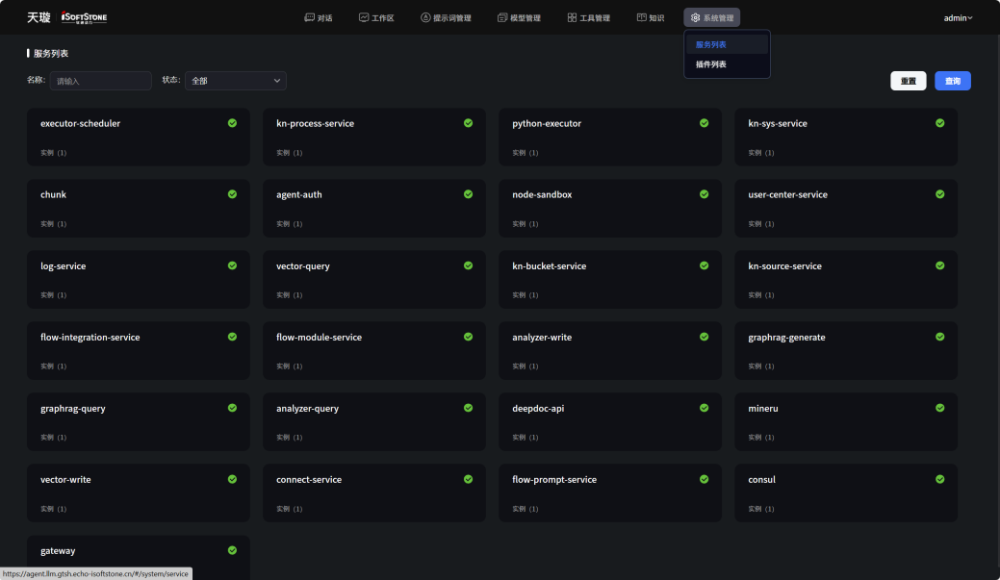 天璇 iSoftStone 软通动力 对话 工作区 提示词管理 模型管理 工具管理 知识 系统管理 admin
服务列表
插件列表
服务列表
名称: 请输入 状态: 全部 重置 查询
executor-scheduler kn-process-service python-executor kn-sys-service
实例（1） 实例（1） 实例（1） 实例（1）
chunk agent-auth node-sandbox user-center-service
实例（1） 实例（1） 实例（1） 实例（1）
log-service vector-query kn-bucket-service kn-source-service
实例（1） 实例（1） 实例（1） 实例（1）
flow-integration-service flow-module-service analyzer-write graphrag-generate
实例（1） 实例（1） 实例（1） 实例（1）
graphrag-query analyzer-query deepdoc-api mineru
实例（1） 实例（1） 实例（1） 实例（1）
vector-write connect-service flow-prompt-service consul
实例（1） 实例（1） 实例（1） 实例（1）
gateway
https://agent.llm.gtsh.echo-isoftstone.cn/#/system/service